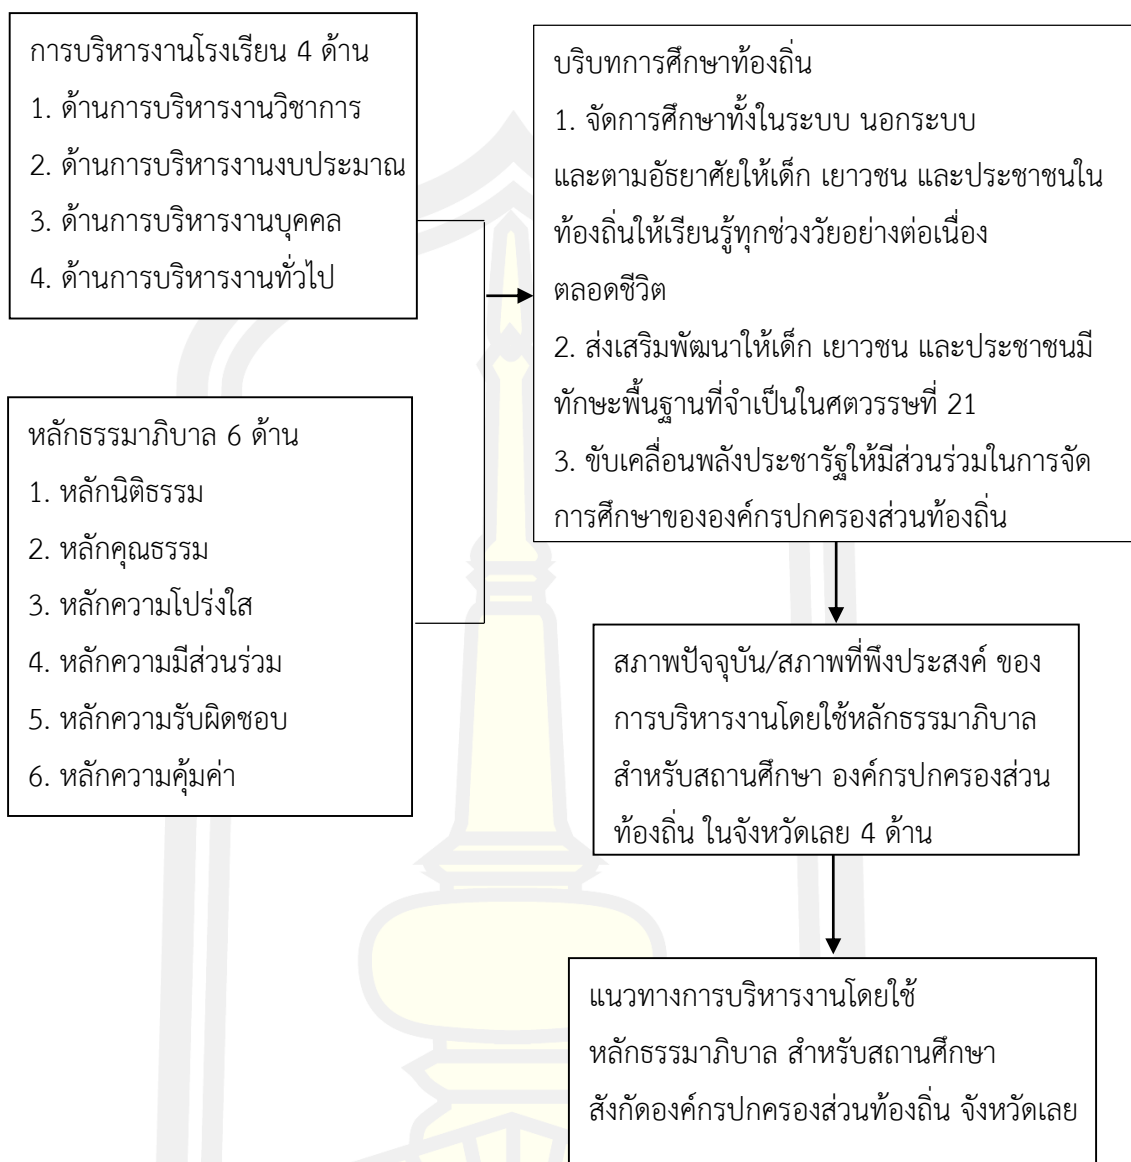 การบริหารงานโรงเรียน 4 ด้าน
1. ด้านการบริหารงานวิชาการ
2. ด้านการบริหารงานงบประมาณ
3. ด้านการบริหารงานบุคคล
4. ด้านการบริหารงานทั่วไป
หลักธรรมาภิบาล 6 ด้าน
1. หลักนิติธรรม
2. หลักคุณธรรม
3. หลักความโปร่งใส
4. หลักความมีส่วนร่วม
5. หลักความรับผิดชอบ
6. หลักความคุ้มค่า
บริบทการศึกษาท้องถิ่น
1. จัดการศึกษาทั้งในระบบ นอกระบบ
และตามอัธยาศัยให้เด็ก เยาวชน และประชาชนใน
ท้องถิ่นให้เรียนรู้ทุกช่วงวัยอย่างต่อเนื่อง
ตลอดชีวิต
2. ส่งเสริมพัฒนาให้เด็ก เยาวชน และประชาชนมี
ทักษะพื้นฐานที่จำเป็นในศตวรรษที่ 21
3. ขับเคลื่อนพลังประชารัฐให้มีส่วนร่วมในการจัด
การศึกษาขององค์กรปกครองส่วนท้องถิ่น
สภาพปัจจุบัน/สภาพที่พึงประสงค์ ของ
การบริหารงานโดยใช้หลักธรรมาภิบาล
สำหรับสถานศึกษา องค์กรปกครองส่วน
ท้องถิ่น ในจังหวัดเลย 4 ด้าน
แนวทางการบริหารงานโดยใช้
หลักธรรมาภิบาล สำหรับสถานศึกษา
สังกัดองค์กรปกครองส่วนท้องถิ่น จังหวัดเลย